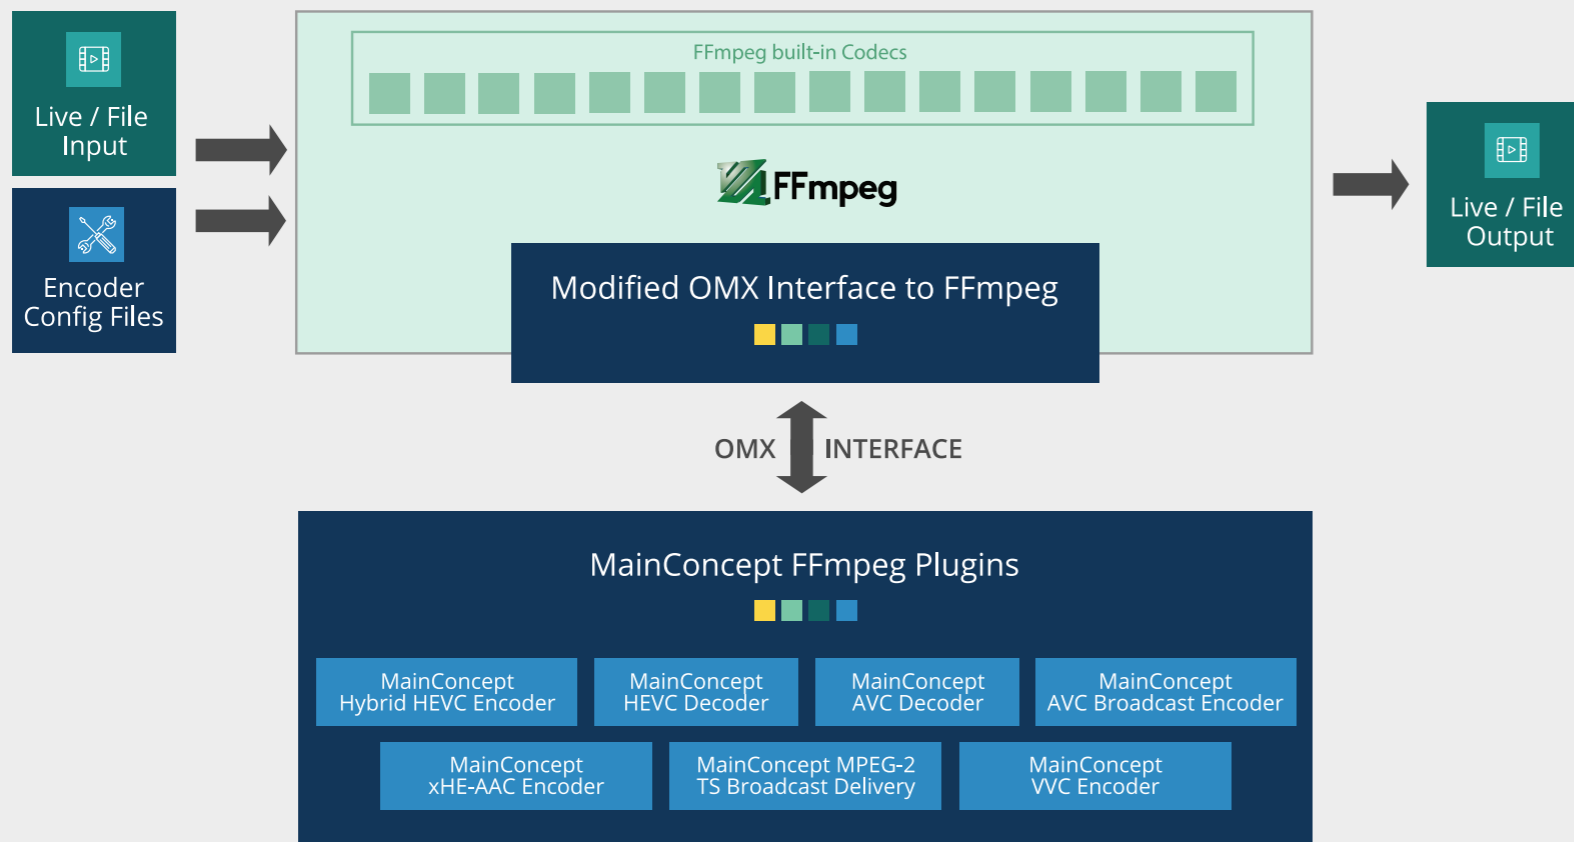 Live / File
Input
Encoder
Config Files
FFmpeg built-in Codecs
FFmpeg
Modified OMX Interface to FFmpeg
Live / File
Output
OMX INTERFACE
MainConcept FFmpeg Plugins
MainConcept
Hybrid HEVC Encoder
MainConcept
HEVC Decoder
MainConcept
AVC Decoder
MainConcept
AVC Broadcast Encoder
MainConcept
xHE-AAC Encoder
MainConcept MPEG-2
TS Broadcast Delivery
MainConcept
VVC Encoder